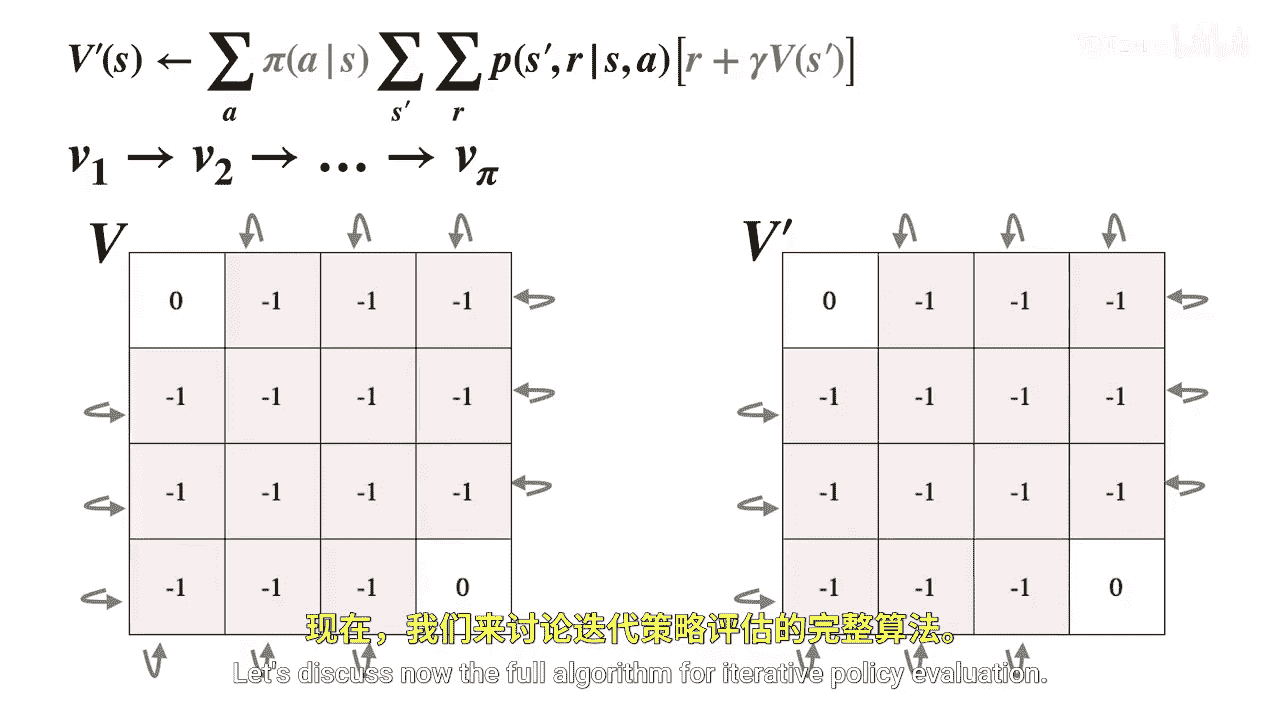 V′(s) ← ∑ₐ π(a|s) ∑ₛ′ ∑ᵣ p(s′, r|s, a)[r + γV(s′)]
v₁ → v₂ → … → v_π
V
0 -1 -1 -1
-1 -1 -1 -1
-1 -1 -1 -1
-1 -1 -1 0
V′
0 -1 -1 -1
-1 -1 -1 -1
-1 -1 -1 -1
-1 -1 -1 0
现在，我们来讨论迭代策略评估的完整算法。
Let's discuss now the full algorithm for iterative policy evaluation.